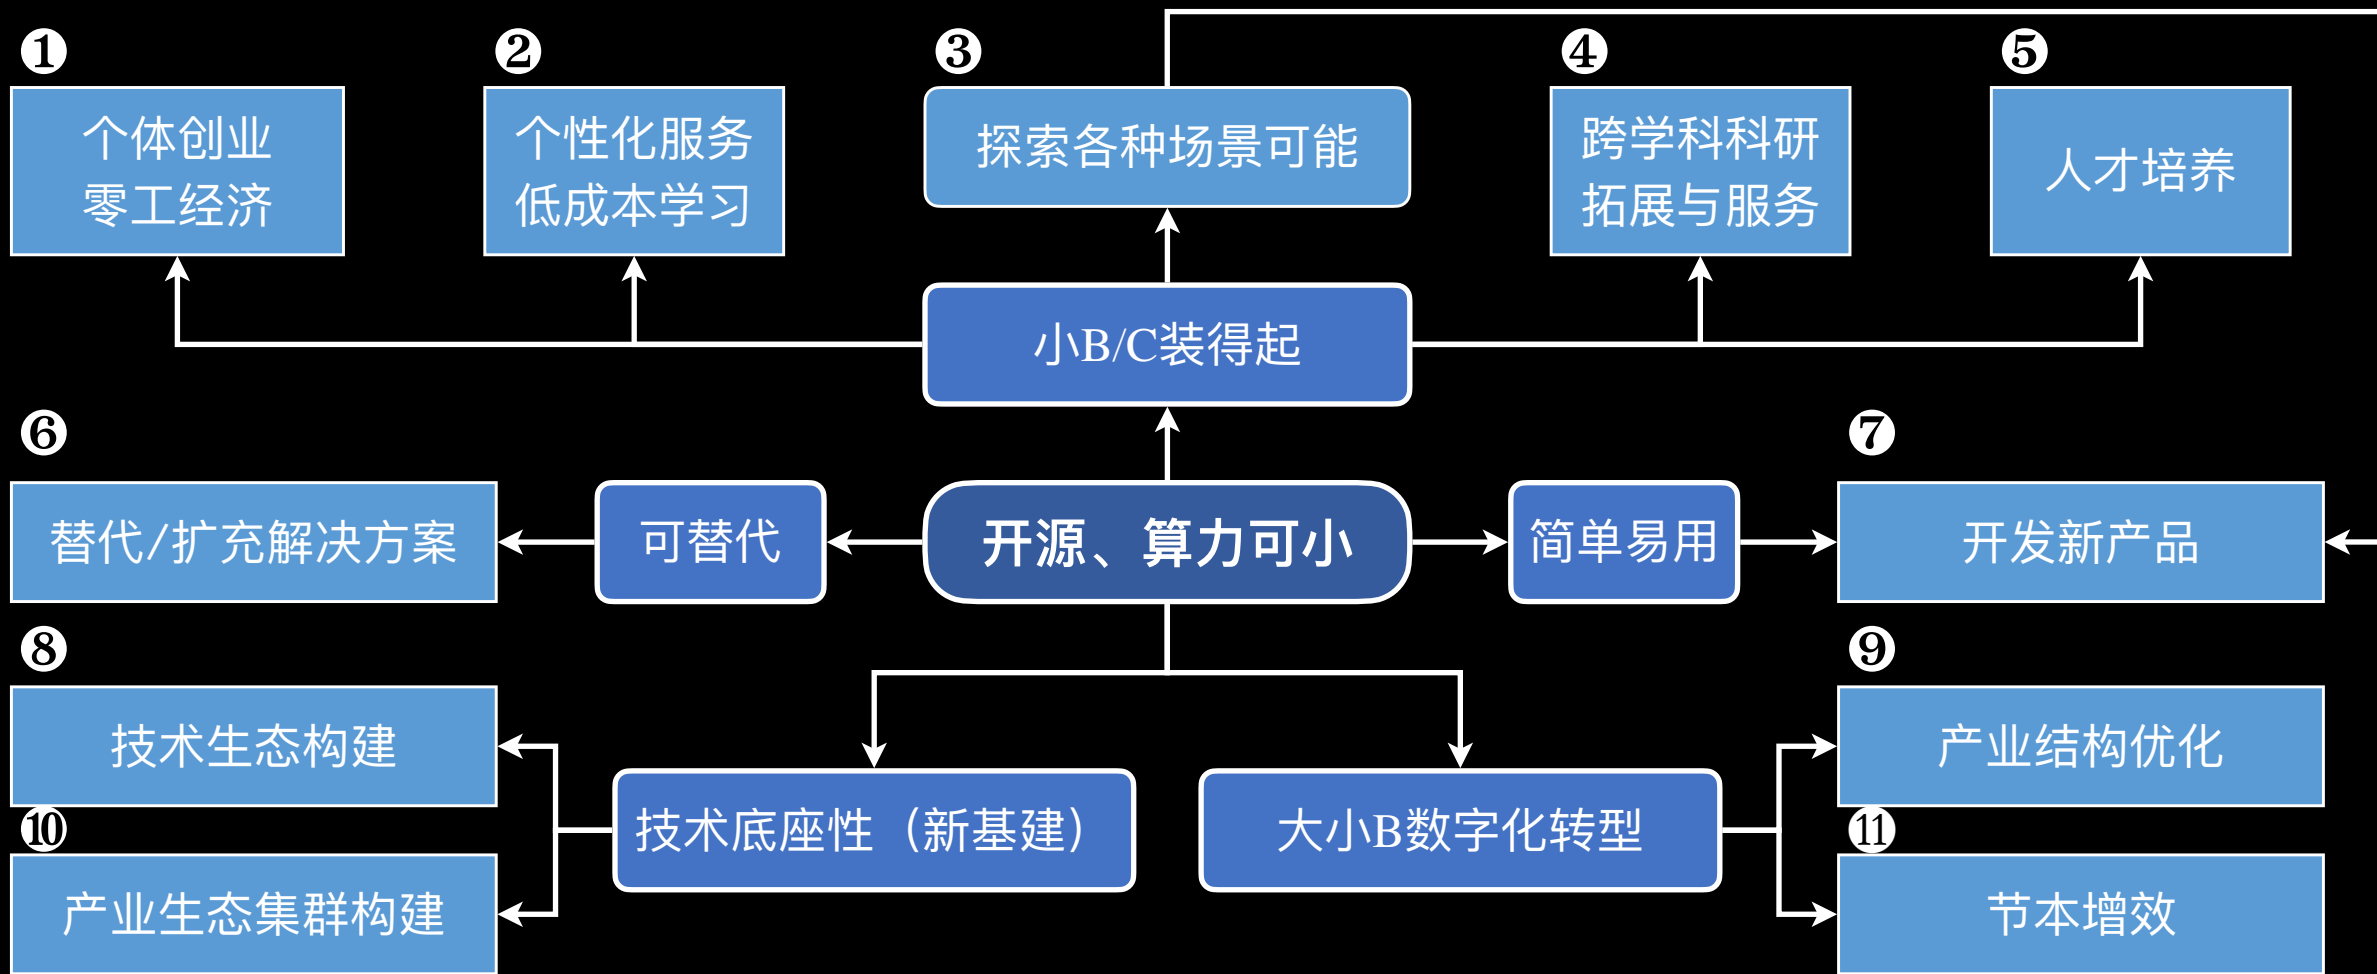 ❶
❷
❸
❹
❺
个体创业
零工经济
个性化服务
低成本学习
探索各种场景可能
跨学科科研
拓展与服务
人才培养
小B/C装得起
❻
❼
替代/扩充解决方案
可替代
开源、算力可小
简单易用
开发新产品
❽
❾
技术生态构建
产业结构优化
❿
⓫
技术底座性（新基建）
大小B数字化转型
产业生态集群构建
节本增效